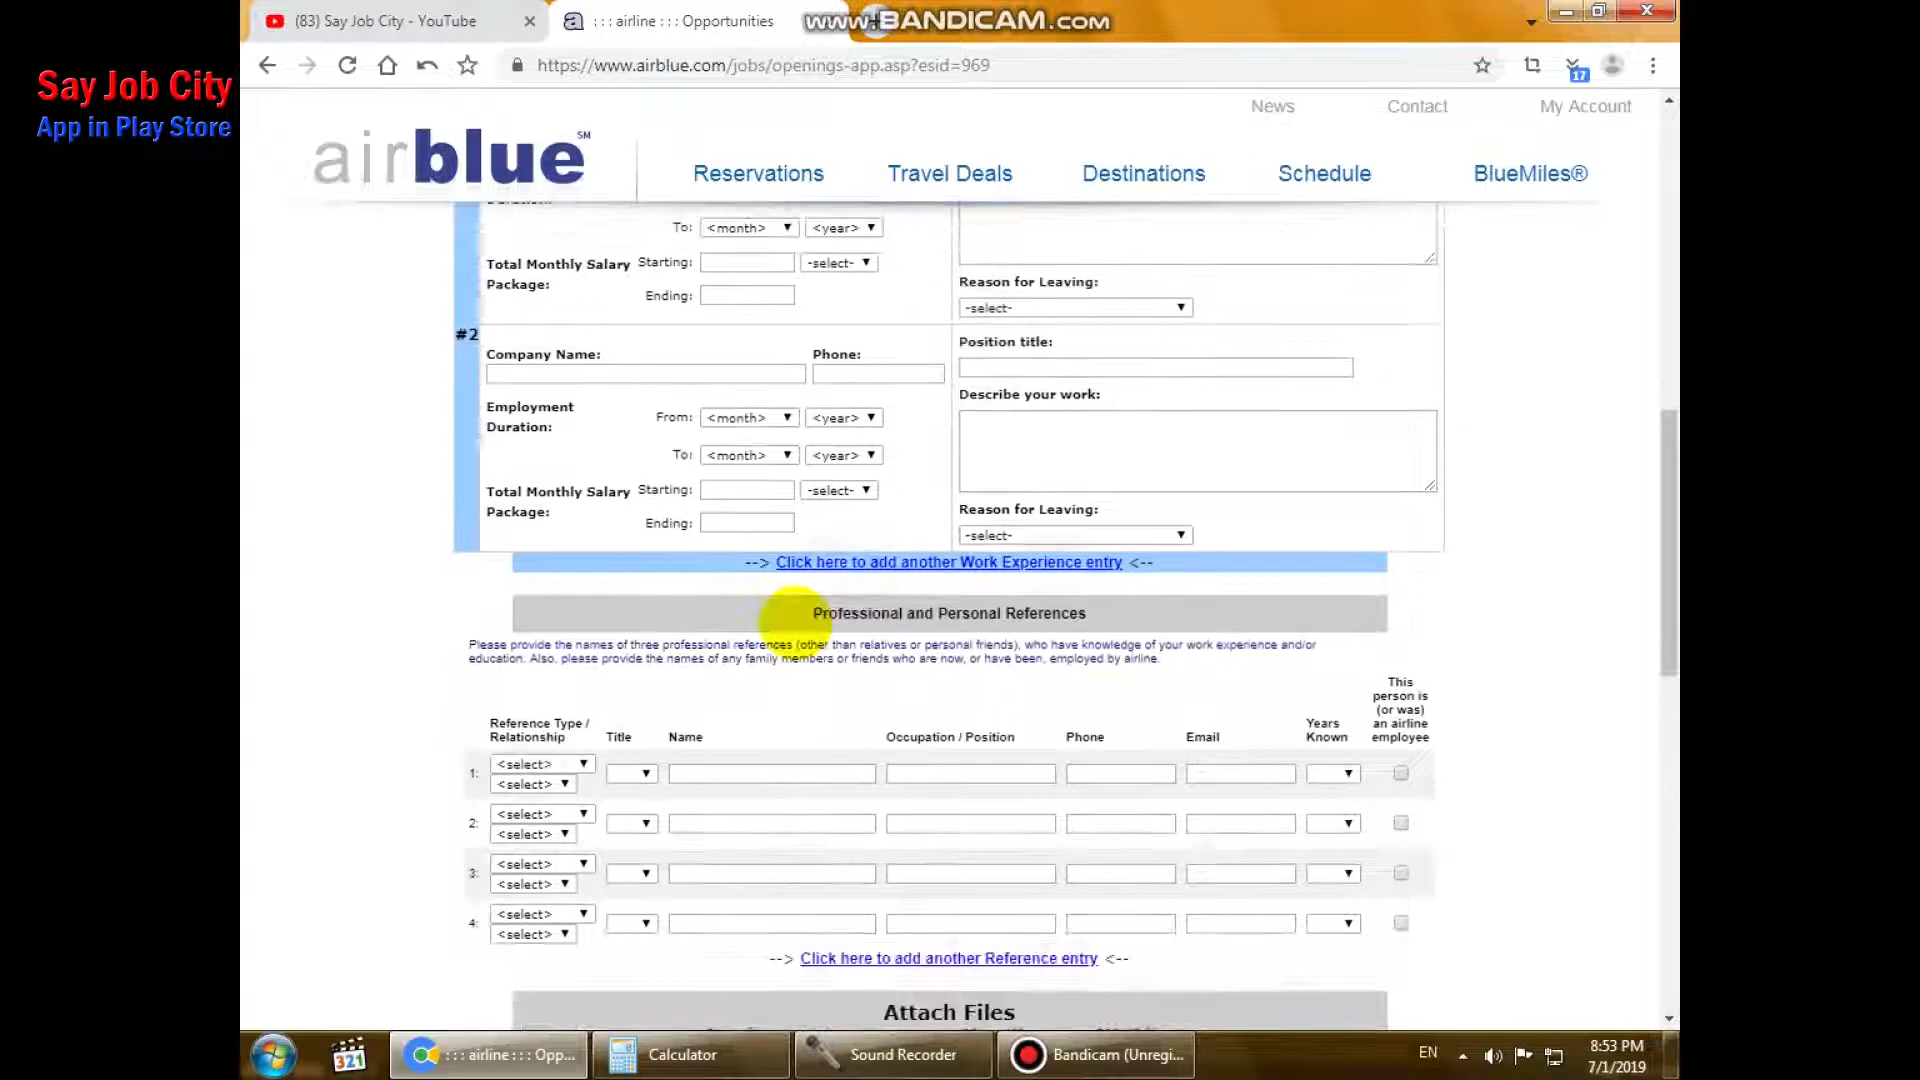 Say Job City
App in Play Store
(83) Say Job City - YouTube
: : : airline : : : Opportunities
www.BANDICAM.com
https://www.airblue.com/jobs/openings-app.asp?esid=969
17
News
Contact
My Account
airblue SM
Reservations
Travel Deals
Destinations
Schedule
BlueMiles®
To: <month> <year>
Total Monthly Salary Package:
Starting: -select-
Ending:
Reason for Leaving:
-select-
#2
Company Name:
Phone:
Position title:
Describe your work:
Employment Duration:
From: <month> <year>
To: <month> <year>
Total Monthly Salary Package:
Starting: -select-
Ending:
Reason for Leaving:
-select-
--> Click here to add another Work Experience entry <--
Professional and Personal References
Please provide the names of three professional references (other than relatives or personal friends), who have knowledge of your work experience and/or
education. Also, please provide the names of any family members or friends who are now, or have been, employed by airline.
Reference Type / Relationship
Title
Name
Occupation / Position
Phone
Email
Years Known
This person is (or was) an airline employee
1: <select>
<select>
2: <select>
<select>
3: <select>
<select>
4: <select>
<select>
--> Click here to add another Reference entry <--
Attach Files
321
: : : airline : : : Opp...
Calculator
Sound Recorder
Bandicam (Unregi...
EN
8:53 PM
7/1/2019